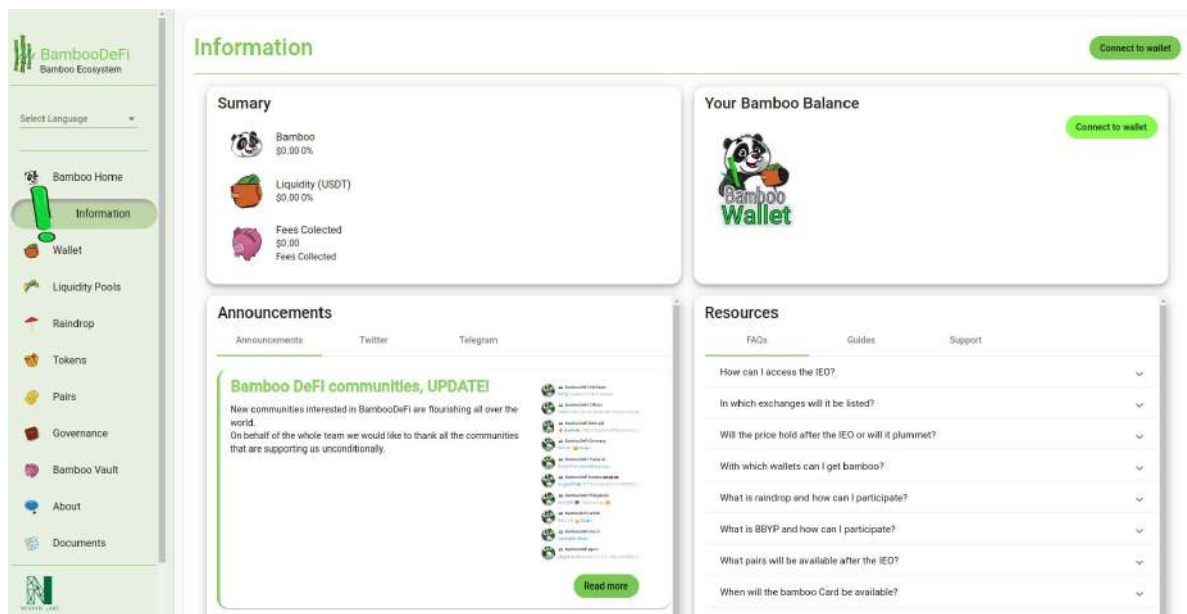 BambooDeFi
Bamboo Ecosystem
Select Language
Bamboo Home
Information
Wallet
Liquidity Pools
Raindrop
Tokens
Pairs
Governance
Bamboo Vault
About
Documents
Information
Connect to wallet
Sumary
Bamboo
$0.00 0%
Liquidity (USDT)
$0.00 0%
Fees Colected
$0.00
Fees Collected
Your Bamboo Balance
Connect to wallet
Bamboo
Wallet
Announcements
Announcements Twitter Telegram
Bamboo DeFi communities, UPDATE!
New communities interested in BambooDeFi are flourishing all over the
world.
On behalf of the whole team we would like to thank all the communities
that are supporting us unconditionally.
Read more
Resources
FAQs Guides Support
How can I access the IEO?
In which exchanges will it be listed?
Will the price hold after the IEO or will it plummet?
With which wallets can I get bamboo?
What is raindrop and how can I participate?
What is BBYP and how can I participate?
What pairs will be available after the IEO?
When will the bamboo Card be available?